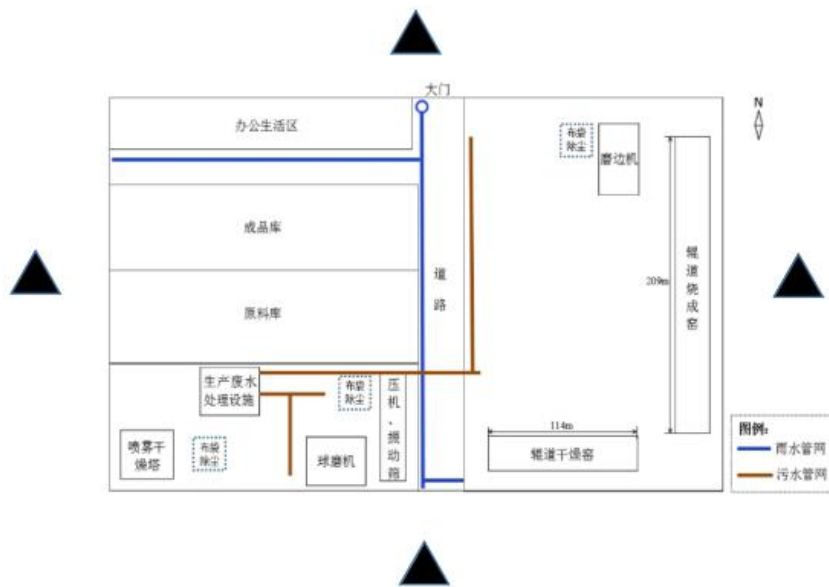 大门
N
办公生活区
布袋
除尘
磨边机
成品库
道
路
209m
辊
道
烧
成
窑
原料库
生产废水
处理设施
布袋
除尘
压
机
、
搅
动
筛
114m
图例:
雨水管网
污水管网
喷雾干
燥塔
布袋
除尘
球磨机
辊道干燥窑